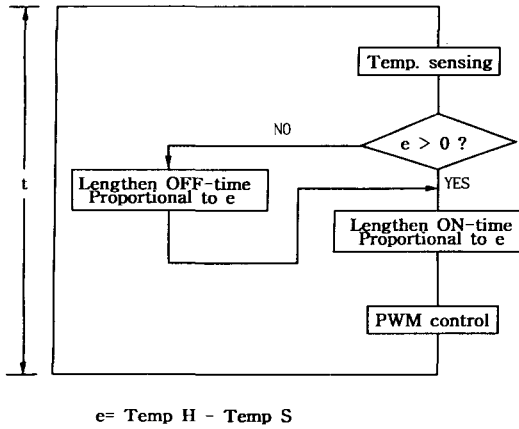 Temp. sensing
NO
e > 0 ?
YES
t
Lengthen OFF-time
Proportional to e
Lengthen ON-time
Proportional to e
PWM control
e= Temp H - Temp S